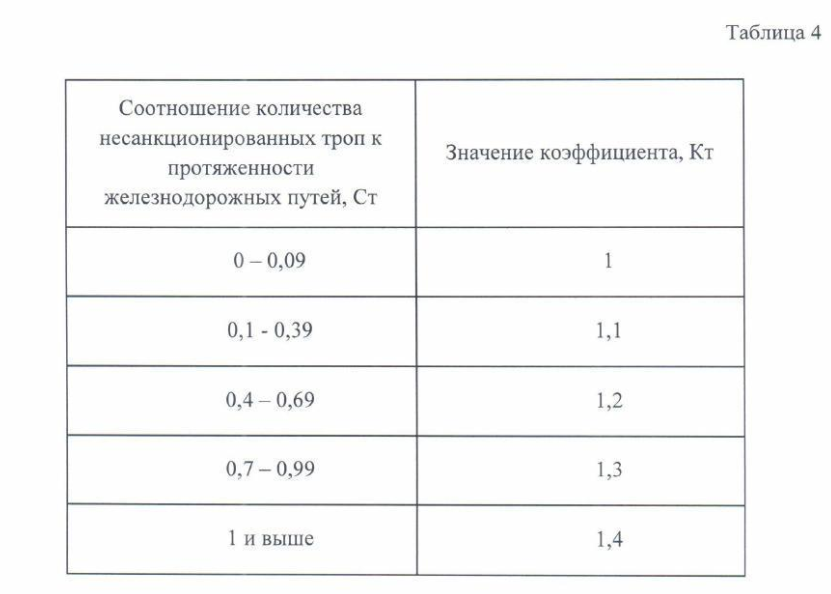 Таблица 4
Соотношение количества
несанкционированных троп к
протяженности
железнодорожных путей, Ст
Значение коэффициента, Кт
0 – 0,09
1
0,1 - 0,39
1,1
0,4 – 0,69
1,2
0,7 – 0,99
1,3
1 и выше
1,4